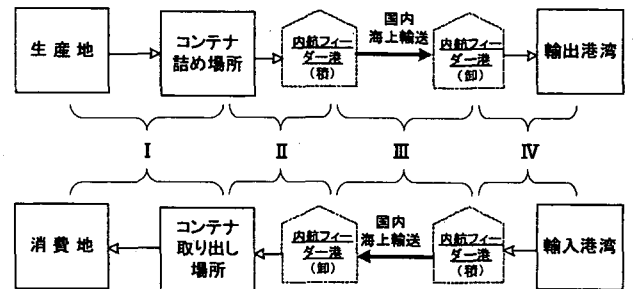 国内
海上輸送
生産地
コンテナ
詰め場所
内航フィー
ダー港
(積)
内航フィー
ダー港
(卸)
輸出港湾
Ⅰ
Ⅱ
Ⅲ
Ⅳ
国内
海上輸送
消費地
コンテナ
取り出し
場所
内航フィー
ダー港
(卸)
内航フィー
ダー港
(積)
輸入港湾